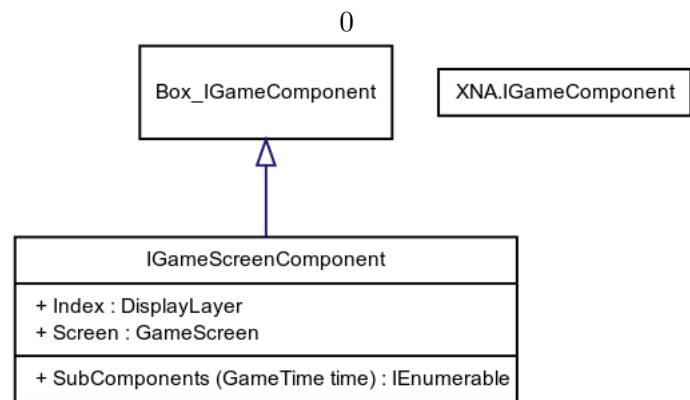 0
Box_IGameComponent
XNA.IGameComponent
IGameScreenComponent
+ Index : DisplayLayer
+ Screen : GameScreen
+ SubComponents (GameTime time) : IEnumerable